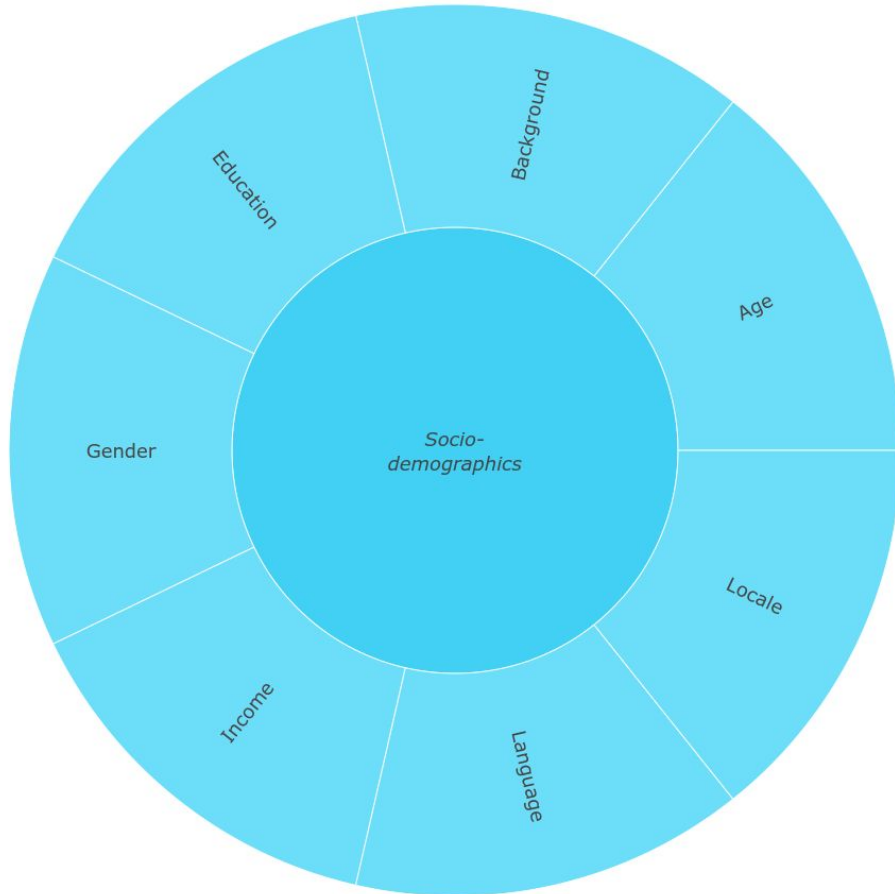 Background
Education
Age
Gender
Socio-
demographics
Locale
Income
Language